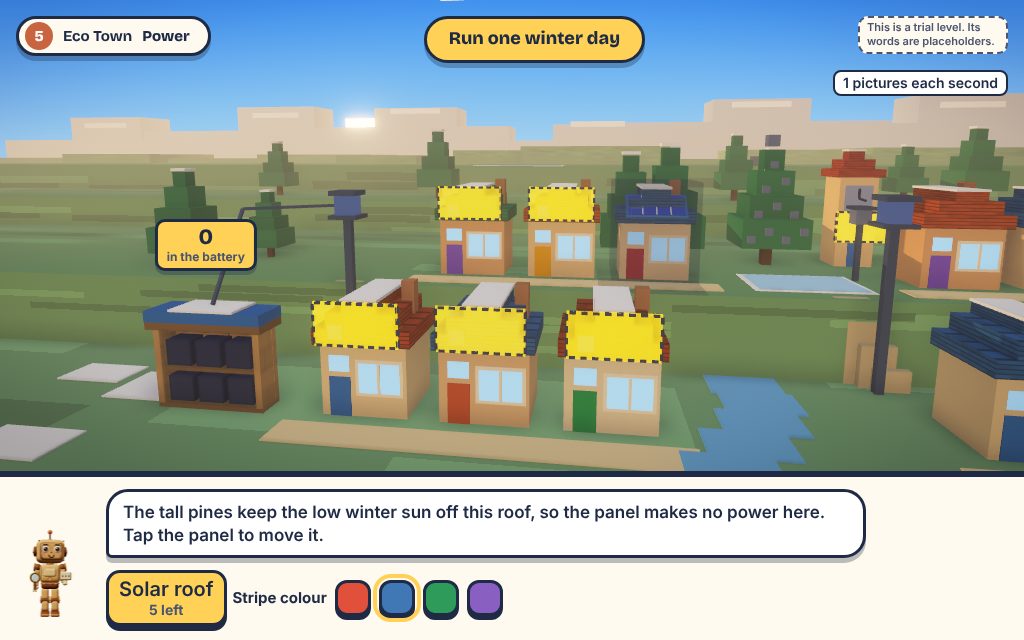 5 Eco Town Power
Run one winter day
This is a trial level. Its
words are placeholders.
1 pictures each second
0
in the battery
The tall pines keep the low winter sun off this roof, so the panel makes no power here.
Tap the panel to move it.
Solar roof
5 left
Stripe colour